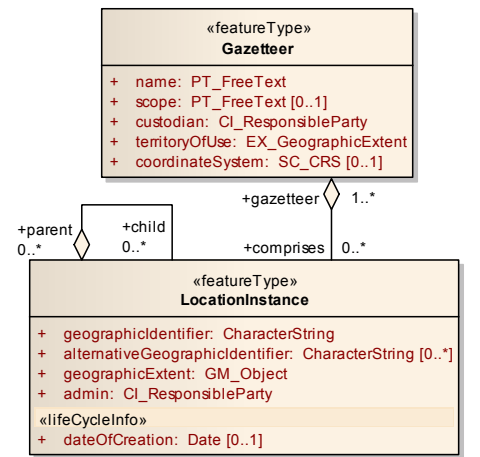 «featureType»
Gazetteer
+ name: PT_FreeText
+ scope: PT_FreeText [0..1]
+ custodian: CI_ResponsibleParty
+ territoryOfUse: EX_GeographicExtent
+ coordinateSystem: SC_CRS [0..1]
+gazetteer 1..*
+parent +child
0..* 0..* +comprises 0..*
«featureType»
LocationInstance
+ geographicIdentifier: CharacterString
+ alternativeGeographicIdentifier: CharacterString [0..*]
+ geographicExtent: GM_Object
+ admin: CI_ResponsibleParty
«lifeCycleInfo»
+ dateOfCreation: Date [0..1]